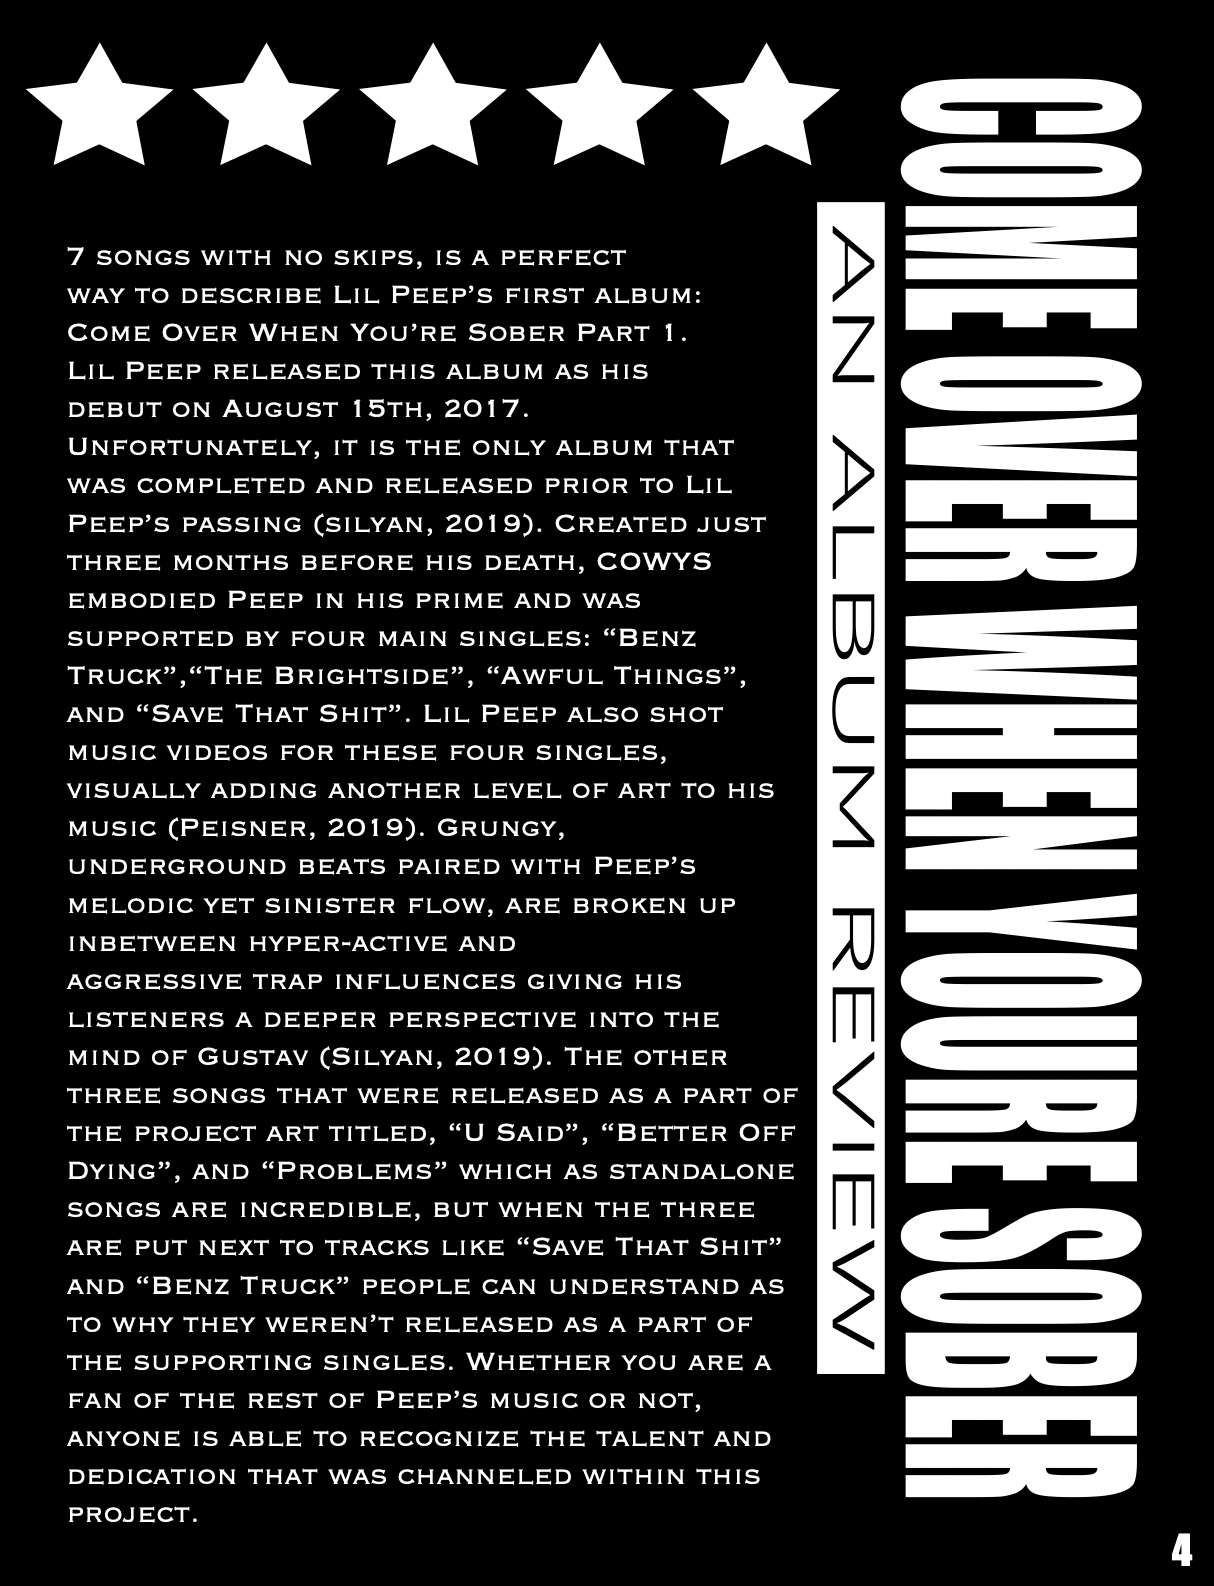 7 SONGS WITH NO SKIPS, IS A PERFECT
WAY TO DESCRIBE LIL PEEP’S FIRST ALBUM:
COME OVER WHEN YOU’RE SOBER PART 1.
LIL PEEP RELEASED THIS ALBUM AS HIS
DEBUT ON AUGUST 15TH, 2017.
UNFORTUNATELY, IT IS THE ONLY ALBUM THAT
WAS COMPLETED AND RELEASED PRIOR TO LIL
PEEP’S PASSING (SILYAN, 2019). CREATED JUST
THREE MONTHS BEFORE HIS DEATH, COWYS
EMBODIED PEEP IN HIS PRIME AND WAS
SUPPORTED BY FOUR MAIN SINGLES: “BENZ
TRUCK”,“THE BRIGHTSIDE”, “AWFUL THINGS”,
AND “SAVE THAT SHIT”. LIL PEEP ALSO SHOT
MUSIC VIDEOS FOR THESE FOUR SINGLES,
VISUALLY ADDING ANOTHER LEVEL OF ART TO HIS
MUSIC (PEISNER, 2019). GRUNGY,
UNDERGROUND BEATS PAIRED WITH PEEP’S
MELODIC YET SINISTER FLOW, ARE BROKEN UP
INBETWEEN HYPER-ACTIVE AND
AGGRESSIVE TRAP INFLUENCES GIVING HIS
LISTENERS A DEEPER PERSPECTIVE INTO THE
MIND OF GUSTAV (SILYAN, 2019). THE OTHER
THREE SONGS THAT WERE RELEASED AS A PART OF
THE PROJECT ART TITLED, “U SAID”, “BETTER OFF
DYING”, AND “PROBLEMS” WHICH AS STANDALONE
SONGS ARE INCREDIBLE, BUT WHEN THE THREE
ARE PUT NEXT TO TRACKS LIKE “SAVE THAT SHIT”
AND “BENZ TRUCK” PEOPLE CAN UNDERSTAND AS
TO WHY THEY WEREN’T RELEASED AS A PART OF
THE SUPPORTING SINGLES. WHETHER YOU ARE A
FAN OF THE REST OF PEEP’S MUSIC OR NOT,
ANYONE IS ABLE TO RECOGNIZE THE TALENT AND
DEDICATION THAT WAS CHANNELED WITHIN THIS
PROJECT.
AN ALBUM REVIEW
COME OVER WHEN YOURE SOBER
4